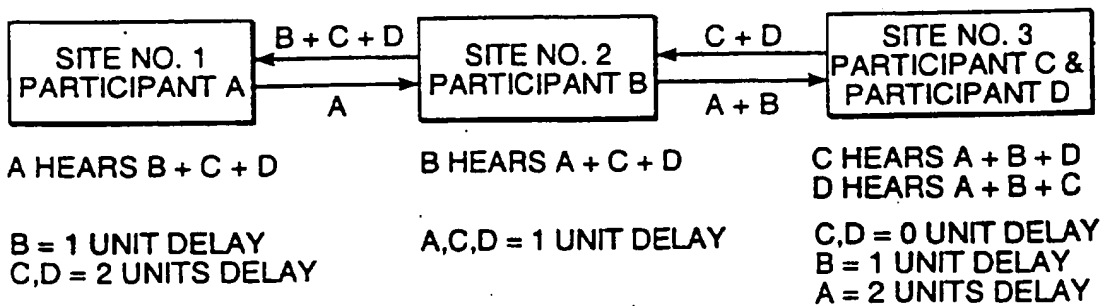 SITE NO. 1
PARTICIPANT A
B + C + D
A
SITE NO. 2
PARTICIPANT B
C + D
A + B
SITE NO. 3
PARTICIPANT C &
PARTICIPANT D
A HEARS B + C + D
B HEARS A + C + D
C HEARS A + B + D
D HEARS A + B + C
B = 1 UNIT DELAY
C,D = 2 UNITS DELAY
A,C,D = 1 UNIT DELAY
C,D = 0 UNIT DELAY
B = 1 UNIT DELAY
A = 2 UNITS DELAY